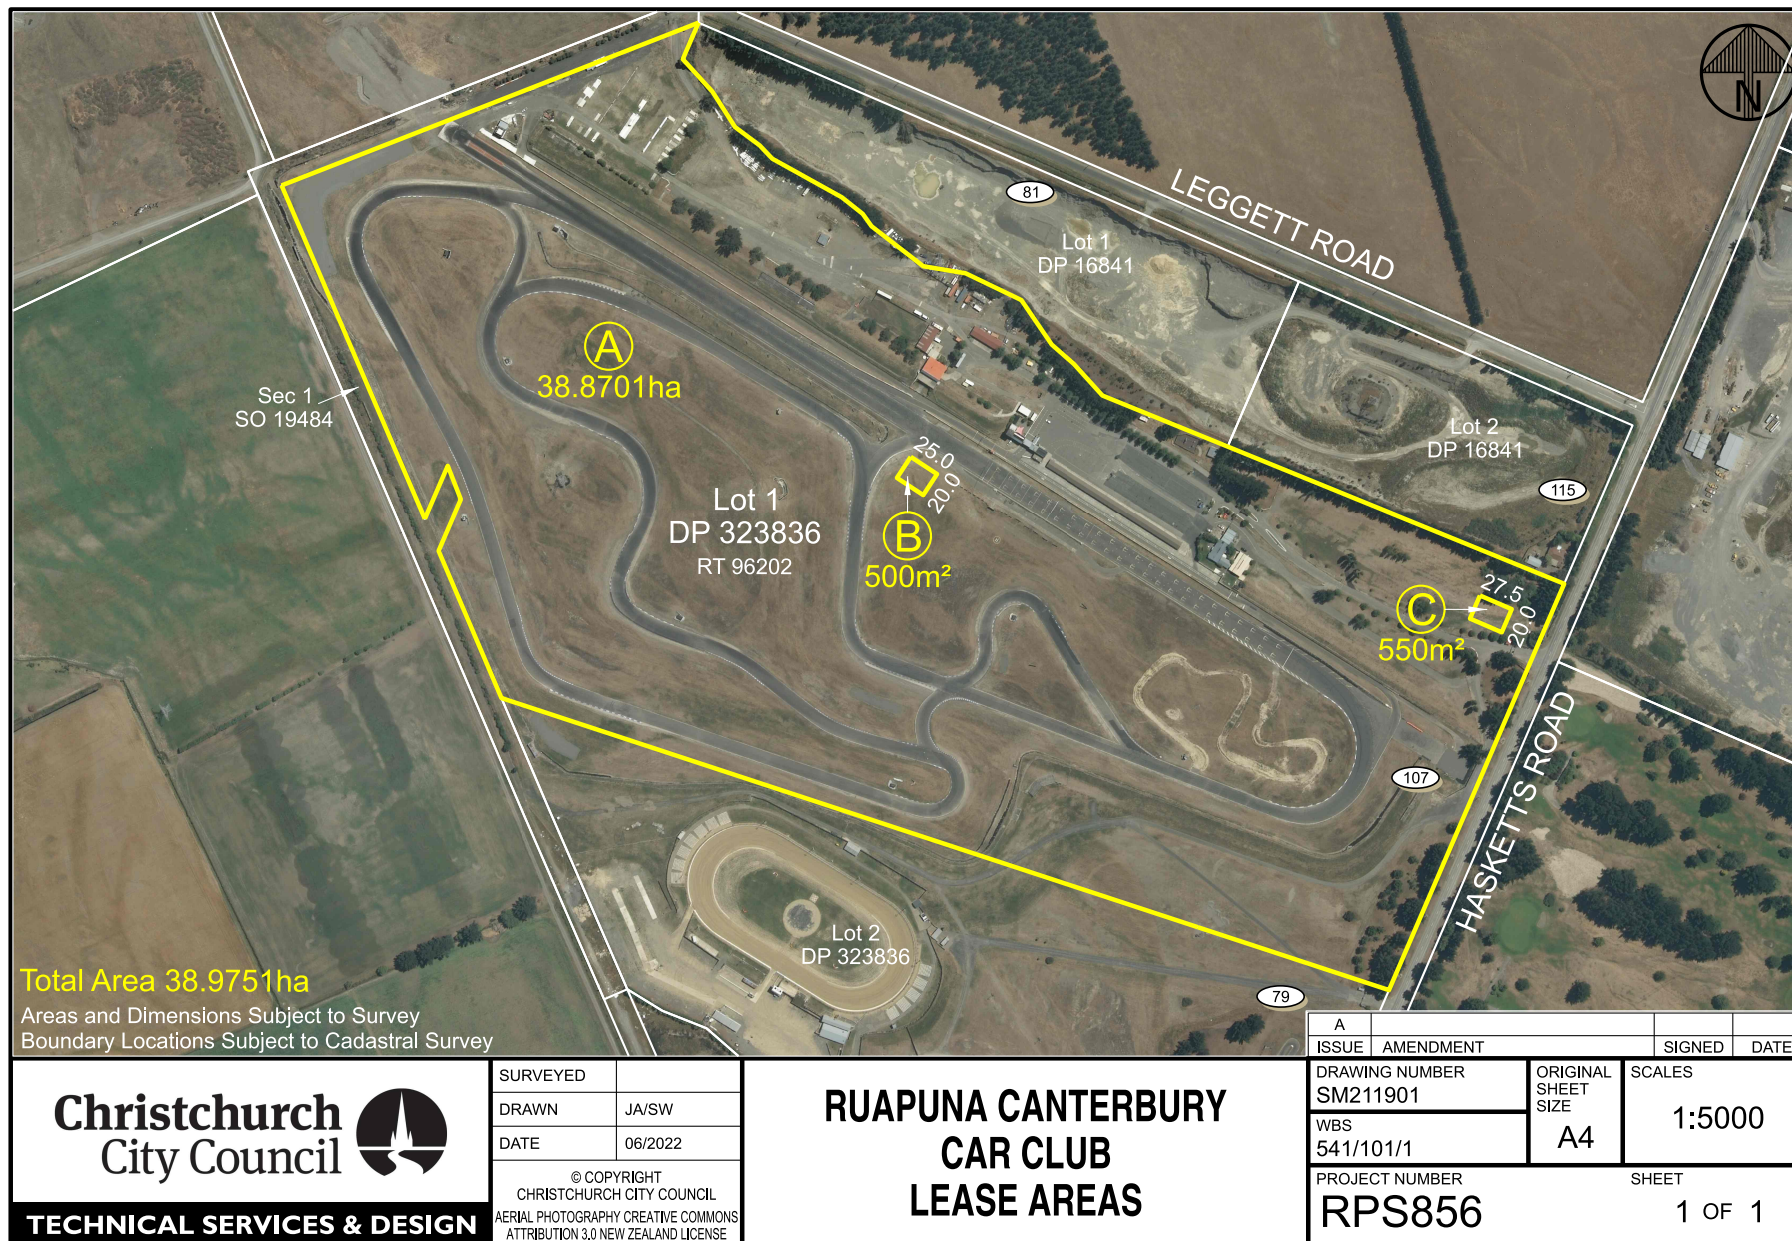 N
LEGGETT ROAD
81
Lot 1
DP 16841
A
38.8701ha
Sec 1
SO 19484
Lot 2
DP 16841
115
25.0
20.0
Lot 1
DP 323836
RT 96202
B
500m²
27.5
20.0
C
550m²
HASKETTS ROAD
107
Lot 2
DP 323836
79
Total Area 38.9751ha
Areas and Dimensions Subject to Survey
Boundary Locations Subject to Cadastral Survey
A
ISSUE AMENDMENT SIGNED DATE
Christchurch
City Council
TECHNICAL SERVICES & DESIGN
SURVEYED
DRAWN JA/SW
DATE 06/2022
© COPYRIGHT
CHRISTCHURCH CITY COUNCIL
AERIAL PHOTOGRAPHY CREATIVE COMMONS
ATTRIBUTION 3.0 NEW ZEALAND LICENSE
RUAPUNA CANTERBURY
CAR CLUB
LEASE AREAS
DRAWING NUMBER
SM211901
WBS
541/101/1
ORIGINAL
SHEET
SIZE
A4
SCALES
1:5000
PROJECT NUMBER
RPS856
SHEET
1 OF 1